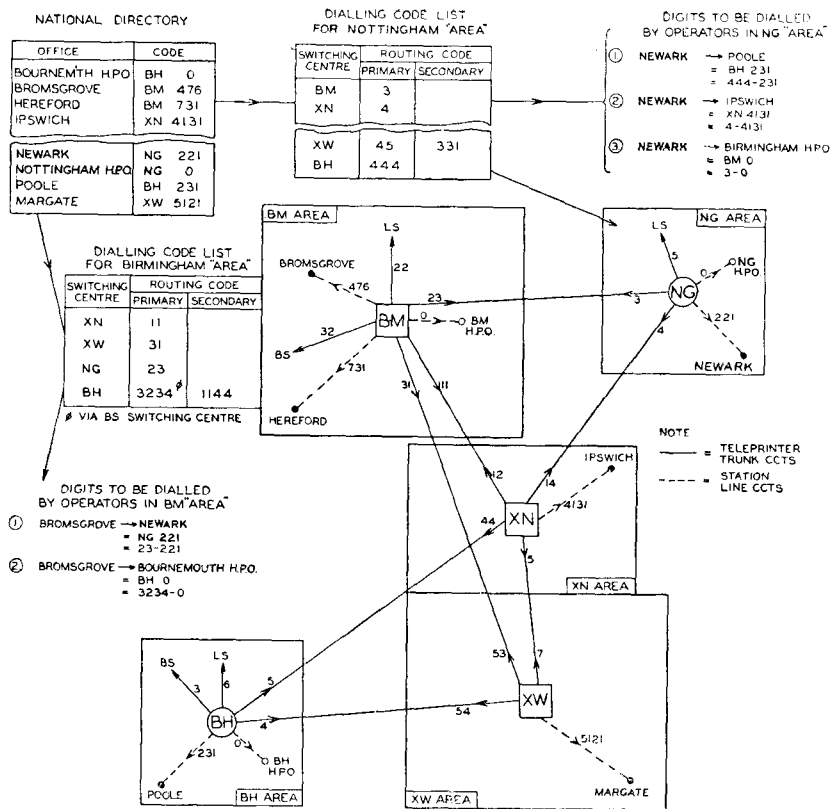 NATIONAL DIRECTORY
OFFICE CODE
BOURNEM'TH H.P.O BH 0
BROMSGROVE BM 476
HEREFORD BM 731
IPSWICH XN 4131
NEWARK NG 221
NOTTINGHAM H.P.O. NG 0
POOLE BH 231
MARGATE XW 5121
DIALLING CODE LIST
FOR NOTTINGHAM "AREA"
SWITCHING CENTRE ROUTING CODE
PRIMARY SECONDARY
BM 3
XN 4
XW 45 331
BH 444
DIGITS TO BE DIALLED
BY OPERATORS IN NG "AREA"
① NEWARK → POOLE
= BH 231
= 444-231
② NEWARK → IPSWICH
= XN 4131
= 4-4131
③ NEWARK → BIRMINGHAM H.P.O
= BM 0
= 3-0
DIALLING CODE LIST
FOR BIRMINGHAM "AREA"
SWITCHING CENTRE ROUTING CODE
PRIMARY SECONDARY
XN 11
XW 31
NG 23
BH 3234 ø 1144
ø VIA BS SWITCHING CENTRE
DIGITS TO BE DIALLED
BY OPERATORS IN BM "AREA"
① BROMSGROVE → NEWARK
= NG 221
= 23-221
② BROMSGROVE → BOURNEMOUTH H.P.O.
= BH 0
= 3234-0
BM AREA
LS
22
BROMSGROVE
476
23
BM
0
BM
H.P.O.
32
BS
731
31
11
HEREFORD
NG AREA
LS
5
0
NG
H.P.O.
NG
3
221
4
NEWARK
NOTE
= TELEPRINTER
TRUNK CCTS
= STATION
LINE CCTS
IPSWICH
12
14
4131
XN
44
5
XN AREA
53
7
XW
54
5121
MARGATE
XW AREA
BS
LS
5
3
6
BH
4
231
0
BH
H.P.O
POOLE
BH AREA